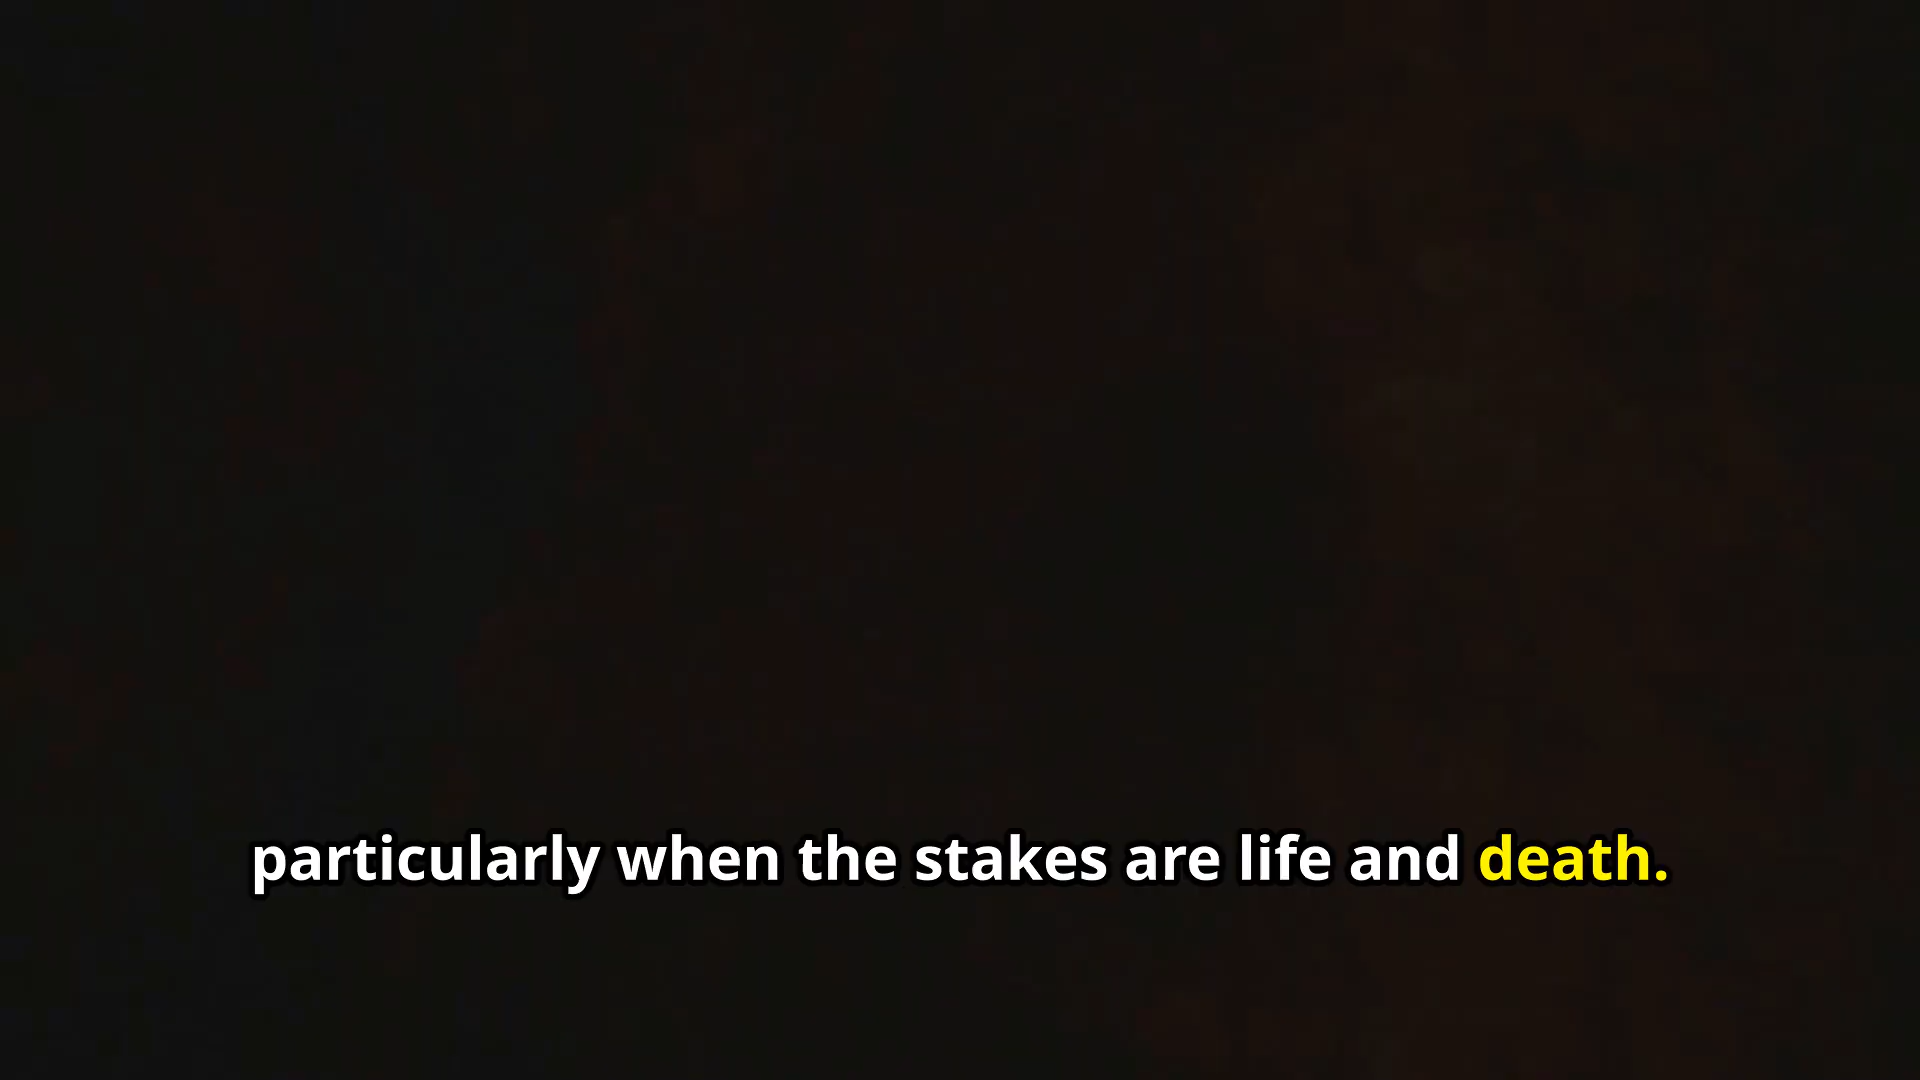 particularly when the stakes are life and death.